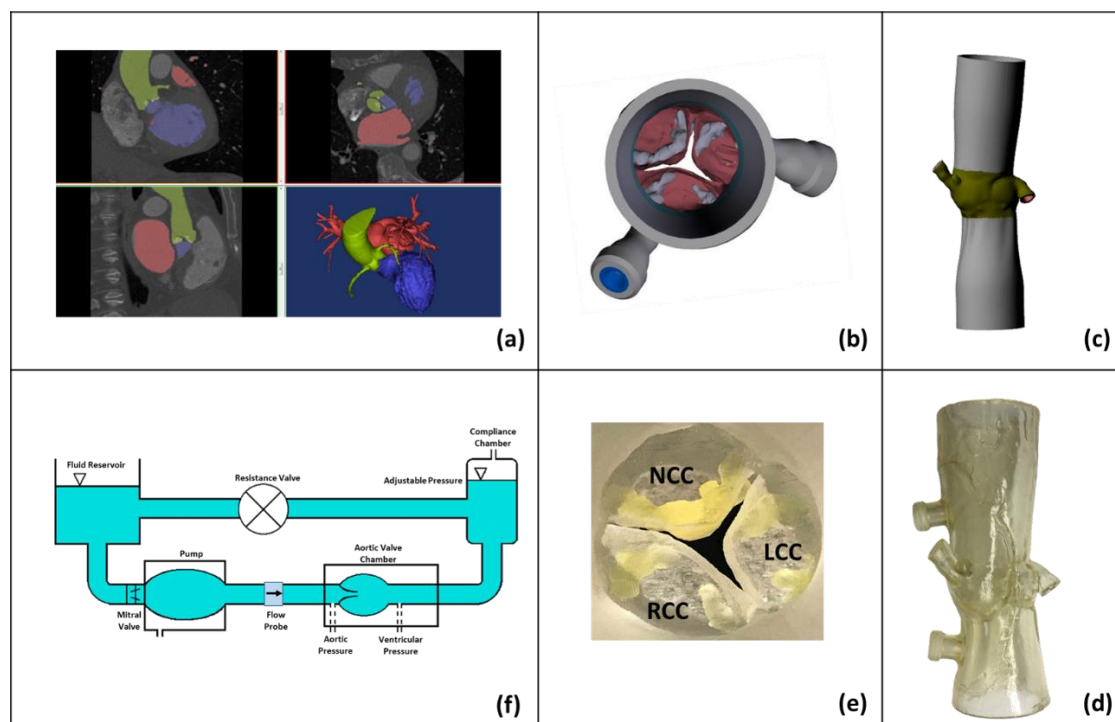 (a)
(b)
(c)
Compliance
Chamber
Fluid Reservoir
Resistance Valve
Adjustable Pressure
Pump
Aortic Valve
Chamber
Mitral
Valve
Flow
Probe
Aortic
Pressure
Ventricular
Pressure
(f)
NCC
LCC
RCC
(e)
(d)